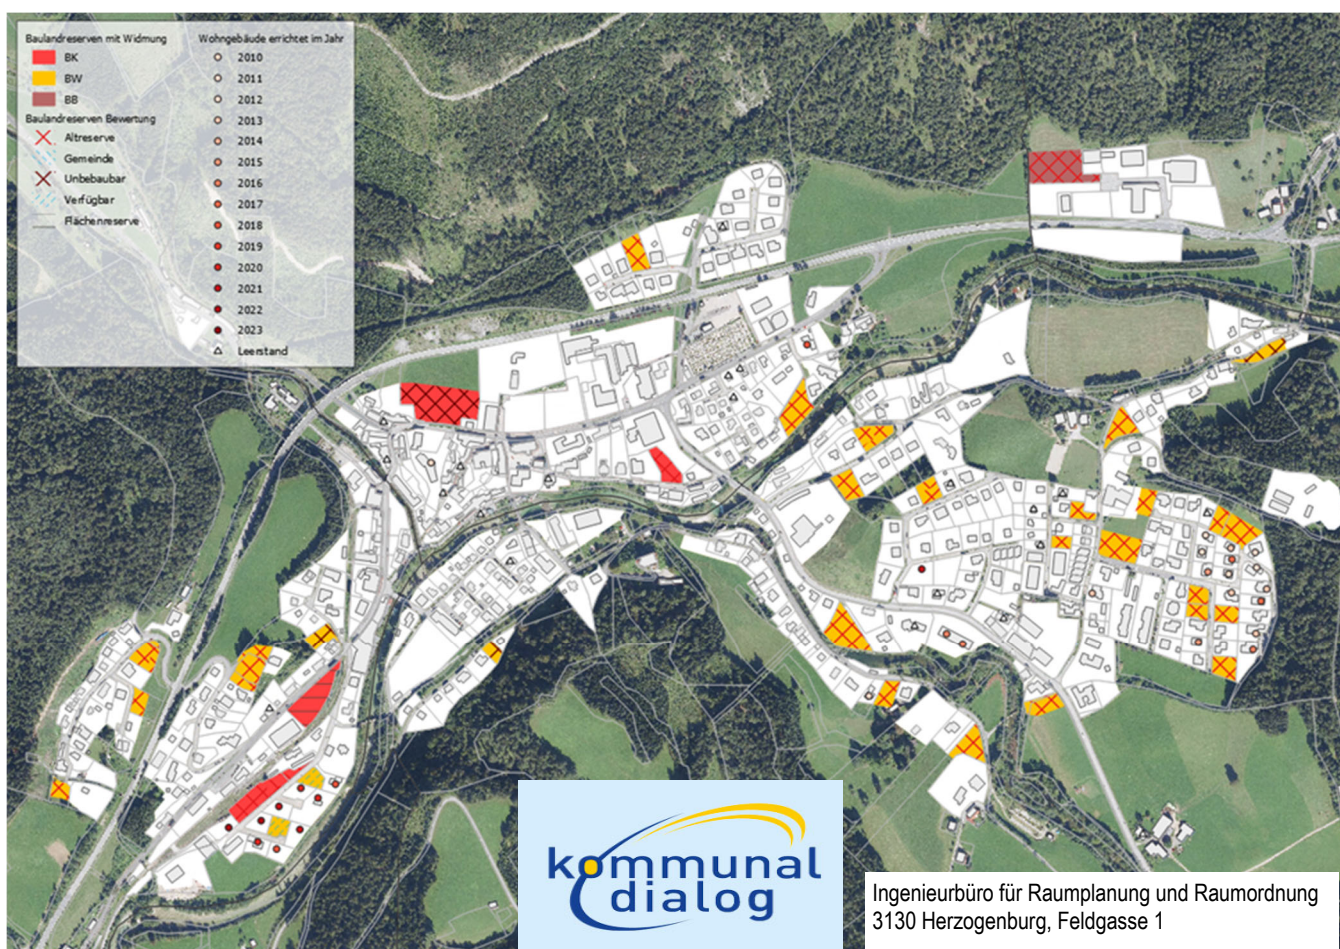 Baulandreserven mit Widmung
BK
BW
BB
Baulandreserven Bewertung
Altreserve
Gemeinde
Unbebaubar
Verfügbar
Flächenreserve
Wohngebäude errichtet im Jahr
2010
2011
2012
2013
2014
2015
2016
2017
2018
2019
2020
2021
2022
2023
Leerstand
kommunal
dialog
Ingenieurbüro für Raumplanung und Raumordnung
3130 Herzogenburg, Feldgasse 1